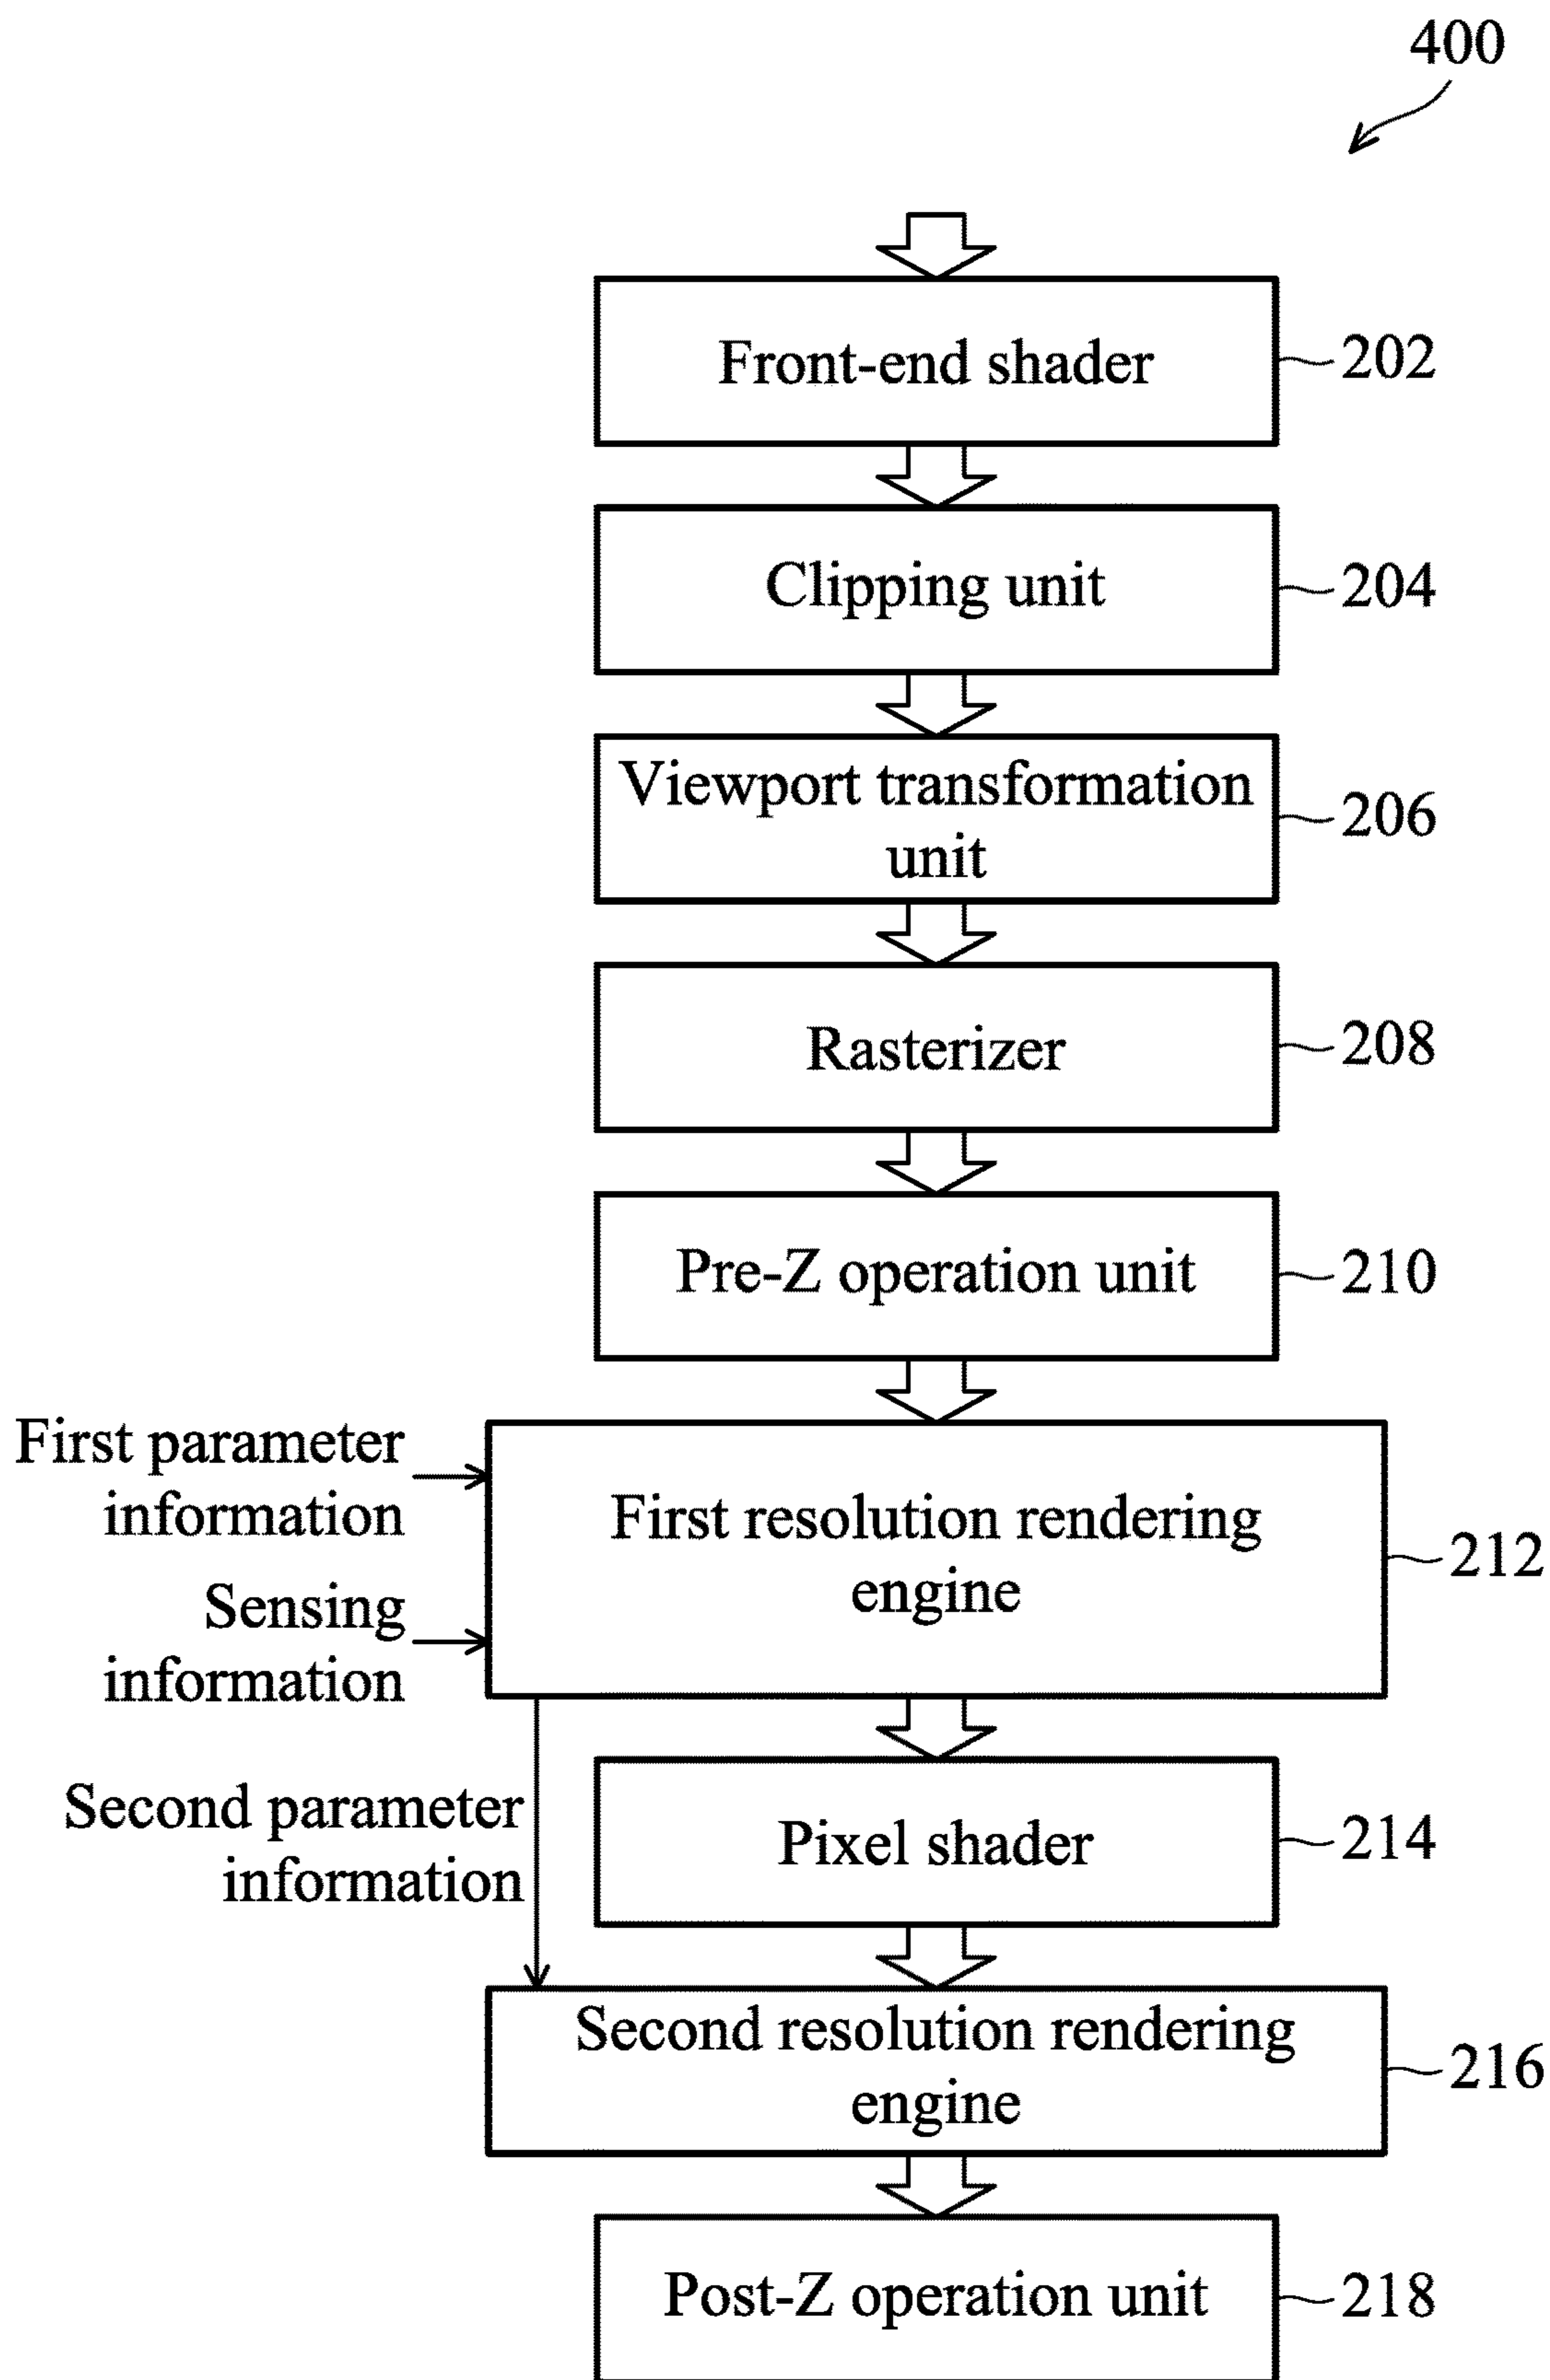 400
Front-end shader
202
Clipping unit
204
Viewport transformation
unit
206
Rasterizer
208
Pre-Z operation unit
210
First parameter
information
Sensing
information
First resolution rendering
engine
212
Second parameter
information
Pixel shader
214
Second resolution rendering
engine
216
Post-Z operation unit
218